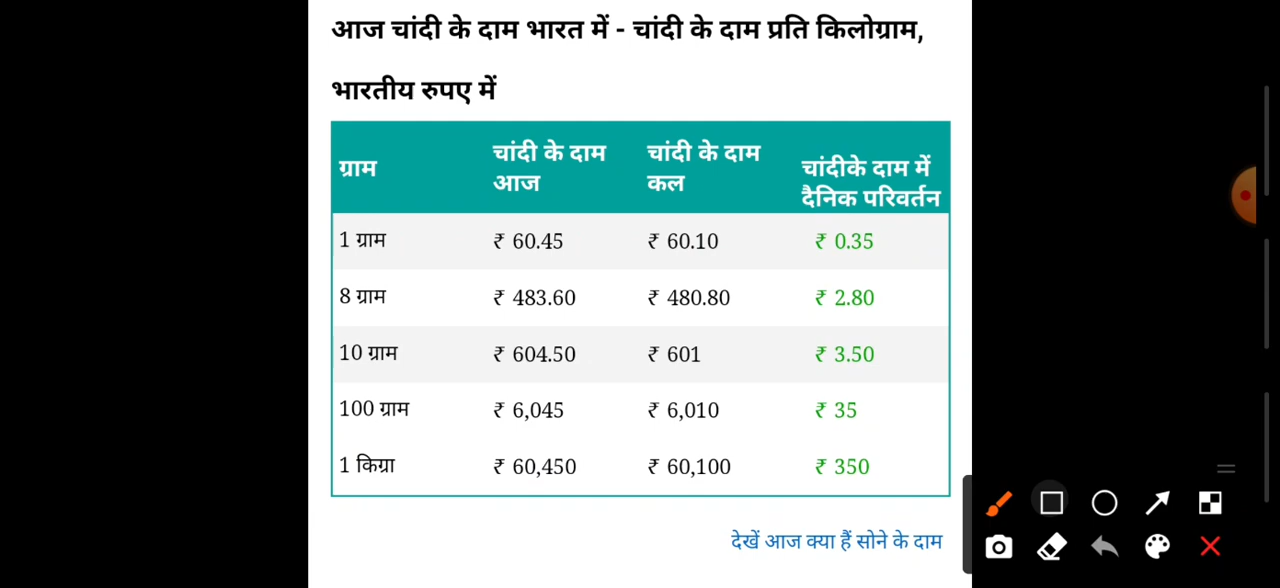 आज चांदी के दाम भारत में - चांदी के दाम प्रति किलोग्राम,
भारतीय रुपए में
ग्राम चांदी के दाम आज चांदी के दाम कल चांदीके दाम में दैनिक परिवर्तन
1 ग्राम ₹ 60.45 ₹ 60.10 ₹ 0.35
8 ग्राम ₹ 483.60 ₹ 480.80 ₹ 2.80
10 ग्राम ₹ 604.50 ₹ 601 ₹ 3.50
100 ग्राम ₹ 6,045 ₹ 6,010 ₹ 35
1 किग्रा ₹ 60,450 ₹ 60,100 ₹ 350
देखें आज क्या हैं सोने के दाम